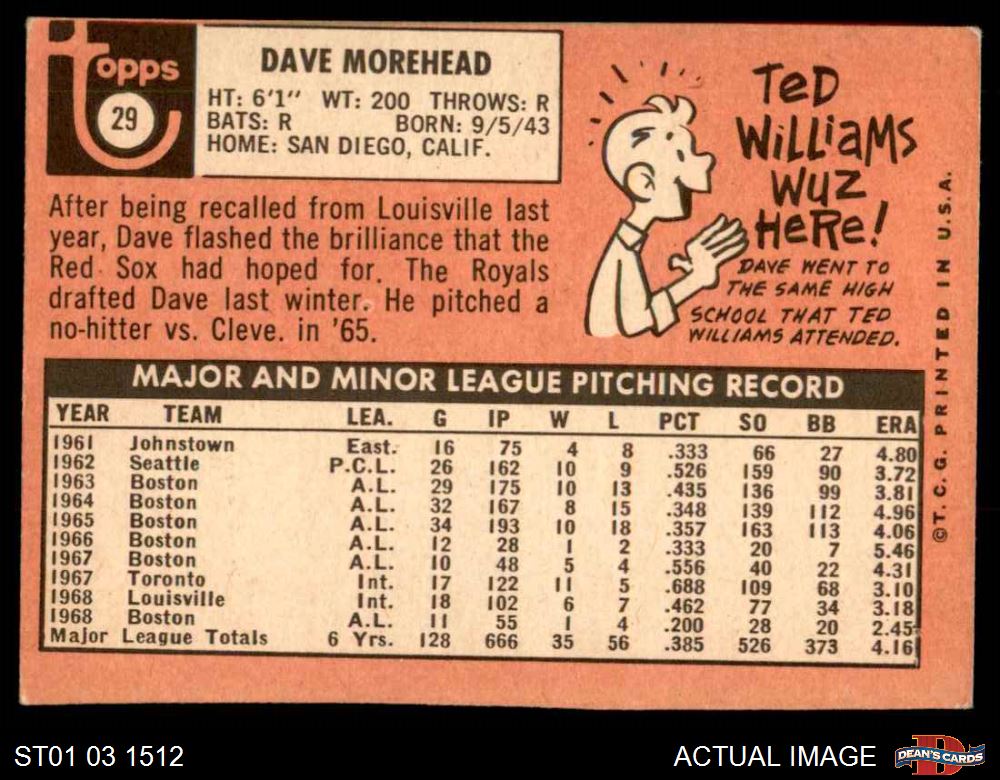 topps
29
DAVE MOREHEAD
HT: 6'1" WT: 200 THROWS: R
BATS: R BORN: 9/5/43
HOME: SAN DIEGO, CALIF.
After being recalled from Louisville last
year, Dave flashed the brilliance that the
Red Sox had hoped for. The Royals
drafted Dave last winter. He pitched a
no-hitter vs. Cleve. in '65.
TeD
WiLLiaMS
WUZ
HeRe!
DAVE WENT TO
THE SAME HIGH
SCHOOL THAT TED
WILLIAMS ATTENDED.
©T. C. G. PRINTED IN U.S.A.
MAJOR AND MINOR LEAGUE PITCHING RECORD
YEAR TEAM LEA. G IP W L PCT SO BB ERA
1961 Johnstown East. 16 75 4 8 .333 66 27 4.80
1962 Seattle P.C.L. 26 162 10 9 .526 159 90 3.72
1963 Boston A.L. 29 175 10 13 .435 136 99 3.81
1964 Boston A.L. 32 167 8 15 .348 139 112 4.96
1965 Boston A.L. 34 193 10 18 .357 163 113 4.06
1966 Boston A.L. 12 28 1 2 .333 20 7 5.46
1967 Boston A.L. 10 48 5 4 .556 40 22 4.31
1967 Toronto Int. 17 122 11 5 .688 109 68 3.10
1968 Louisville Int. 18 102 6 7 .462 77 34 3.18
1968 Boston A.L. 11 55 1 4 .200 28 20 2.45
Major League Totals 6 Yrs. 128 666 35 56 .385 526 373 4.16
ST01 03 1512
ACTUAL IMAGE
D
DEAN'S CARDS